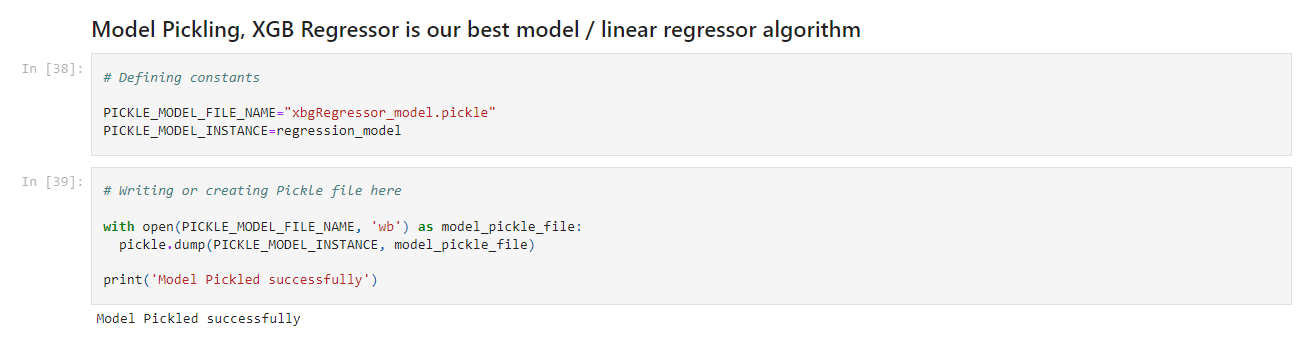 Model Pickling, XGB Regressor is our best model / linear regressor algorithm
In [38]:
# Defining constants
PICKLE_MODEL_FILE_NAME="xbgRegressor_model.pickle"
PICKLE_MODEL_INSTANCE=regression_model
In [39]:
# Writing or creating Pickle file here
with open(PICKLE_MODEL_FILE_NAME, 'wb') as model_pickle_file:
  pickle.dump(PICKLE_MODEL_INSTANCE, model_pickle_file)
print('Model Pickled successfully')
Model Pickled successfully